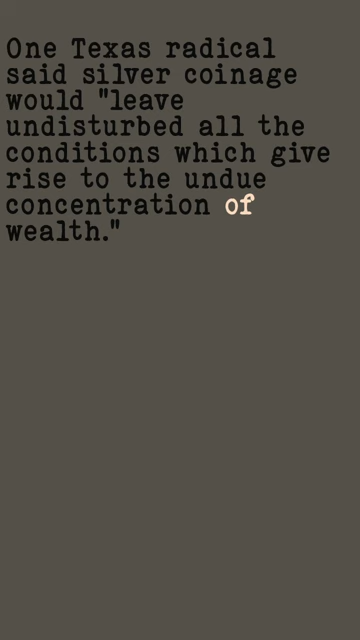 One Texas radical
said silver coinage
would "leave
undisturbed all the
conditions which give
rise to the undue
concentration of
wealth."